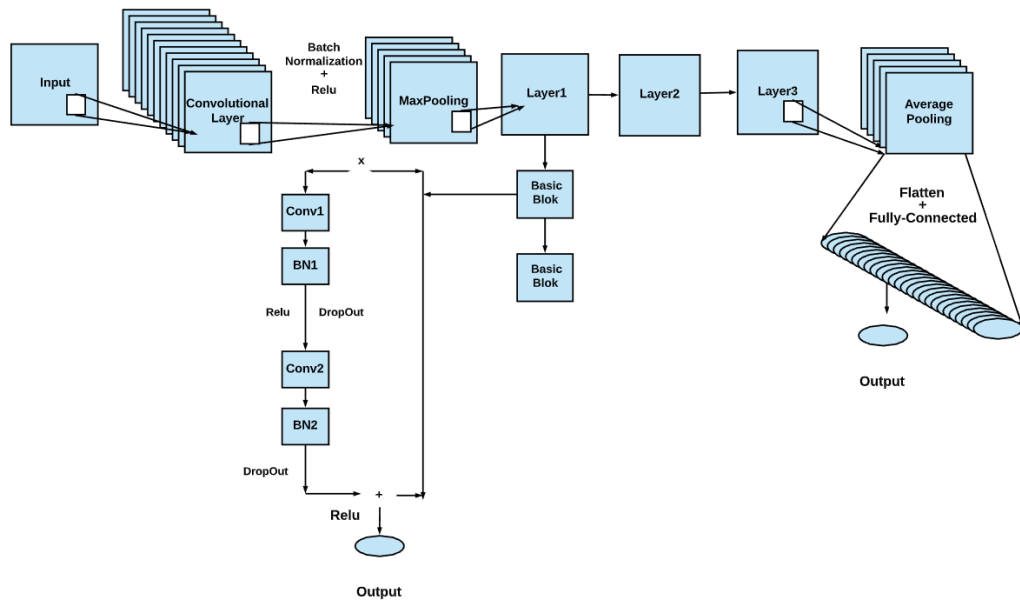 Input
Convolutional
Layer
Batch
Normalization
+
Relu
MaxPooling
Layer1
Layer2
Layer3
Average
Pooling
Flatten
+
Fully-Connected
Output
Basic
Blok
Basic
Blok
x
Conv1
BN1
Relu
DropOut
Conv2
BN2
DropOut
+
Relu
Output